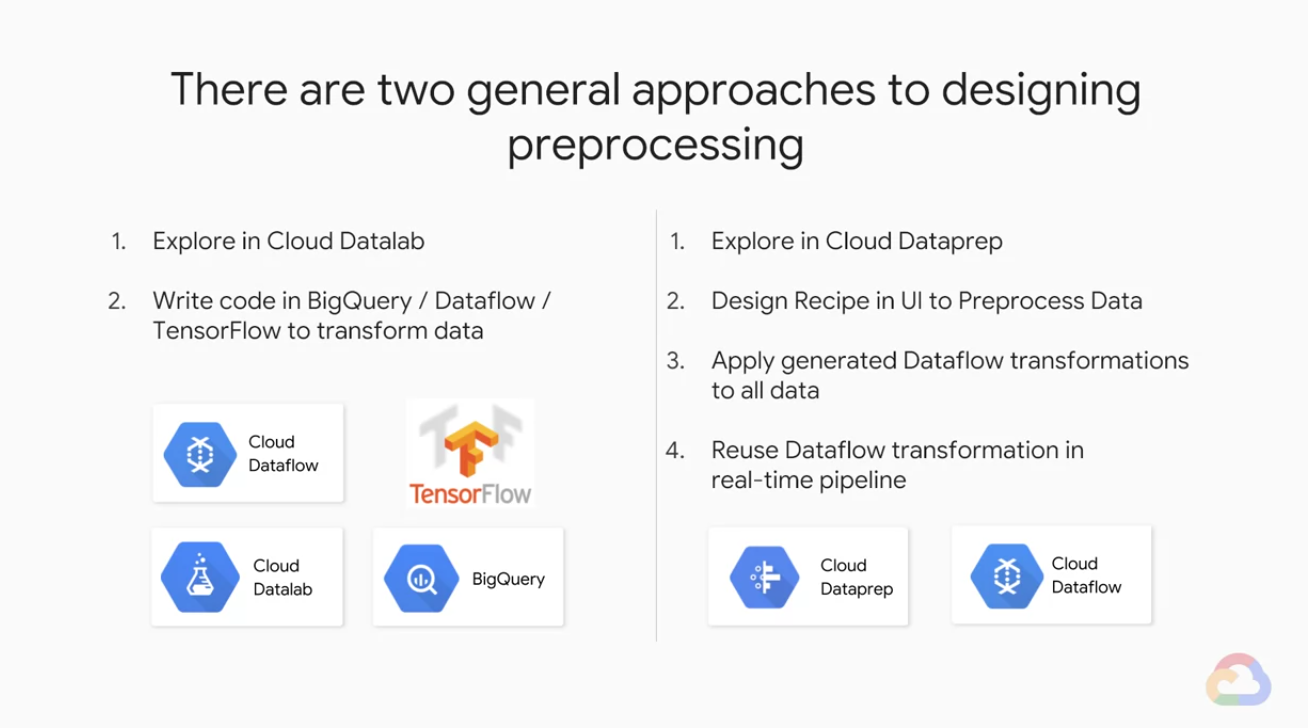 There are two general approaches to designing
preprocessing
1. Explore in Cloud Datalab
2. Write code in BigQuery / Dataflow /
TensorFlow to transform data
Cloud
Dataflow
TensorFlow
Cloud
Datalab
BigQuery
1. Explore in Cloud Dataprep
2. Design Recipe in UI to Preprocess Data
3. Apply generated Dataflow transformations
to all data
4. Reuse Dataflow transformation in
real-time pipeline
Cloud
Dataprep
Cloud
Dataflow